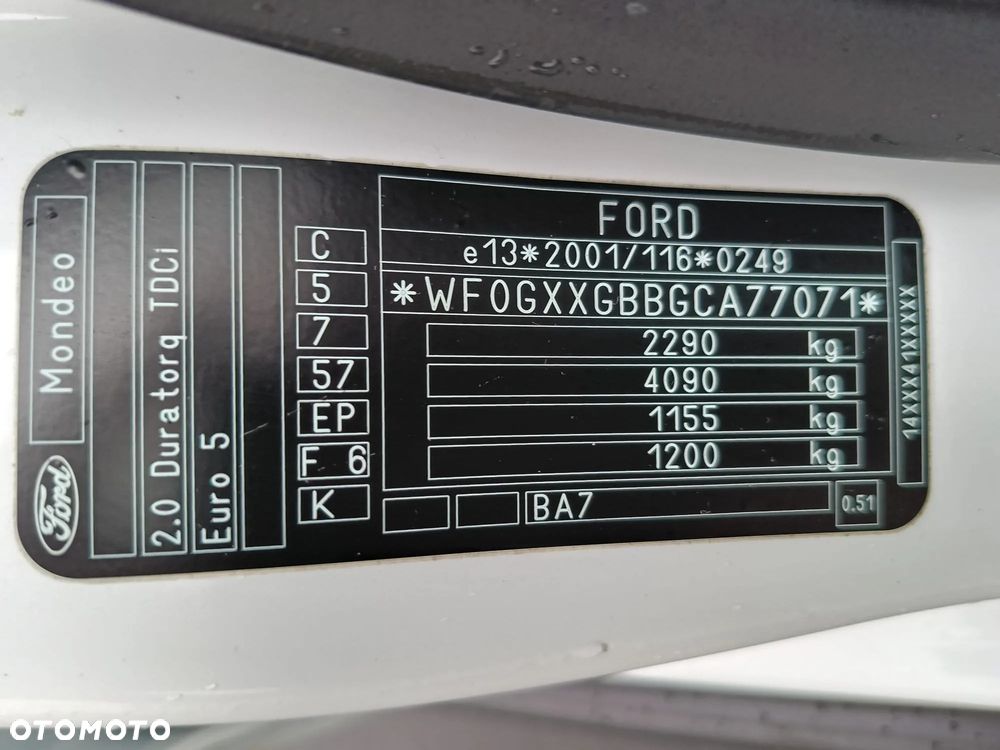 Ford
Mondeo
2.0 Duratorq TDCi
Euro 5
C
5
7
57
EP
F 6
K
FORD
e13*2001/116*0249
*WF0GXXGBBGCA77071*
2290 kg
4090 kg
1155 kg
1200 kg
BA7
0.51
14XXX41XXXXX
OTOMOTO